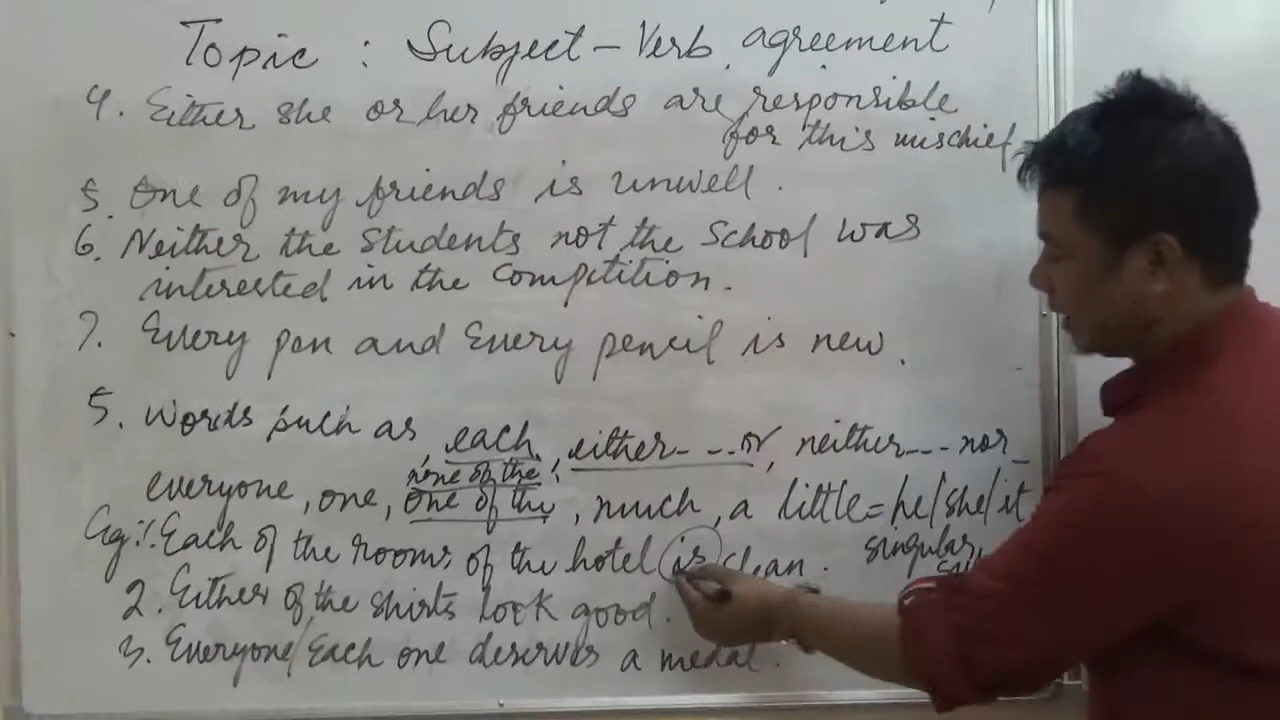 Topic : Subject - Verb agreement
4. Either she or her friends are responsible
for this mischief.
5. One of my friends is unwell.
6. Neither the Students not the School was
interested in the Competition.
7. Every pen and Every pencil is new.
5. Words such as, each, either---or, neither---nor
none of the
everyone, one, one of the, much, a little = he/she/it
singular
Eg:1. Each of the rooms of the hotel is clean.
2. Either of the shirts look good.
3. Everyone/Each one deserves a medal.